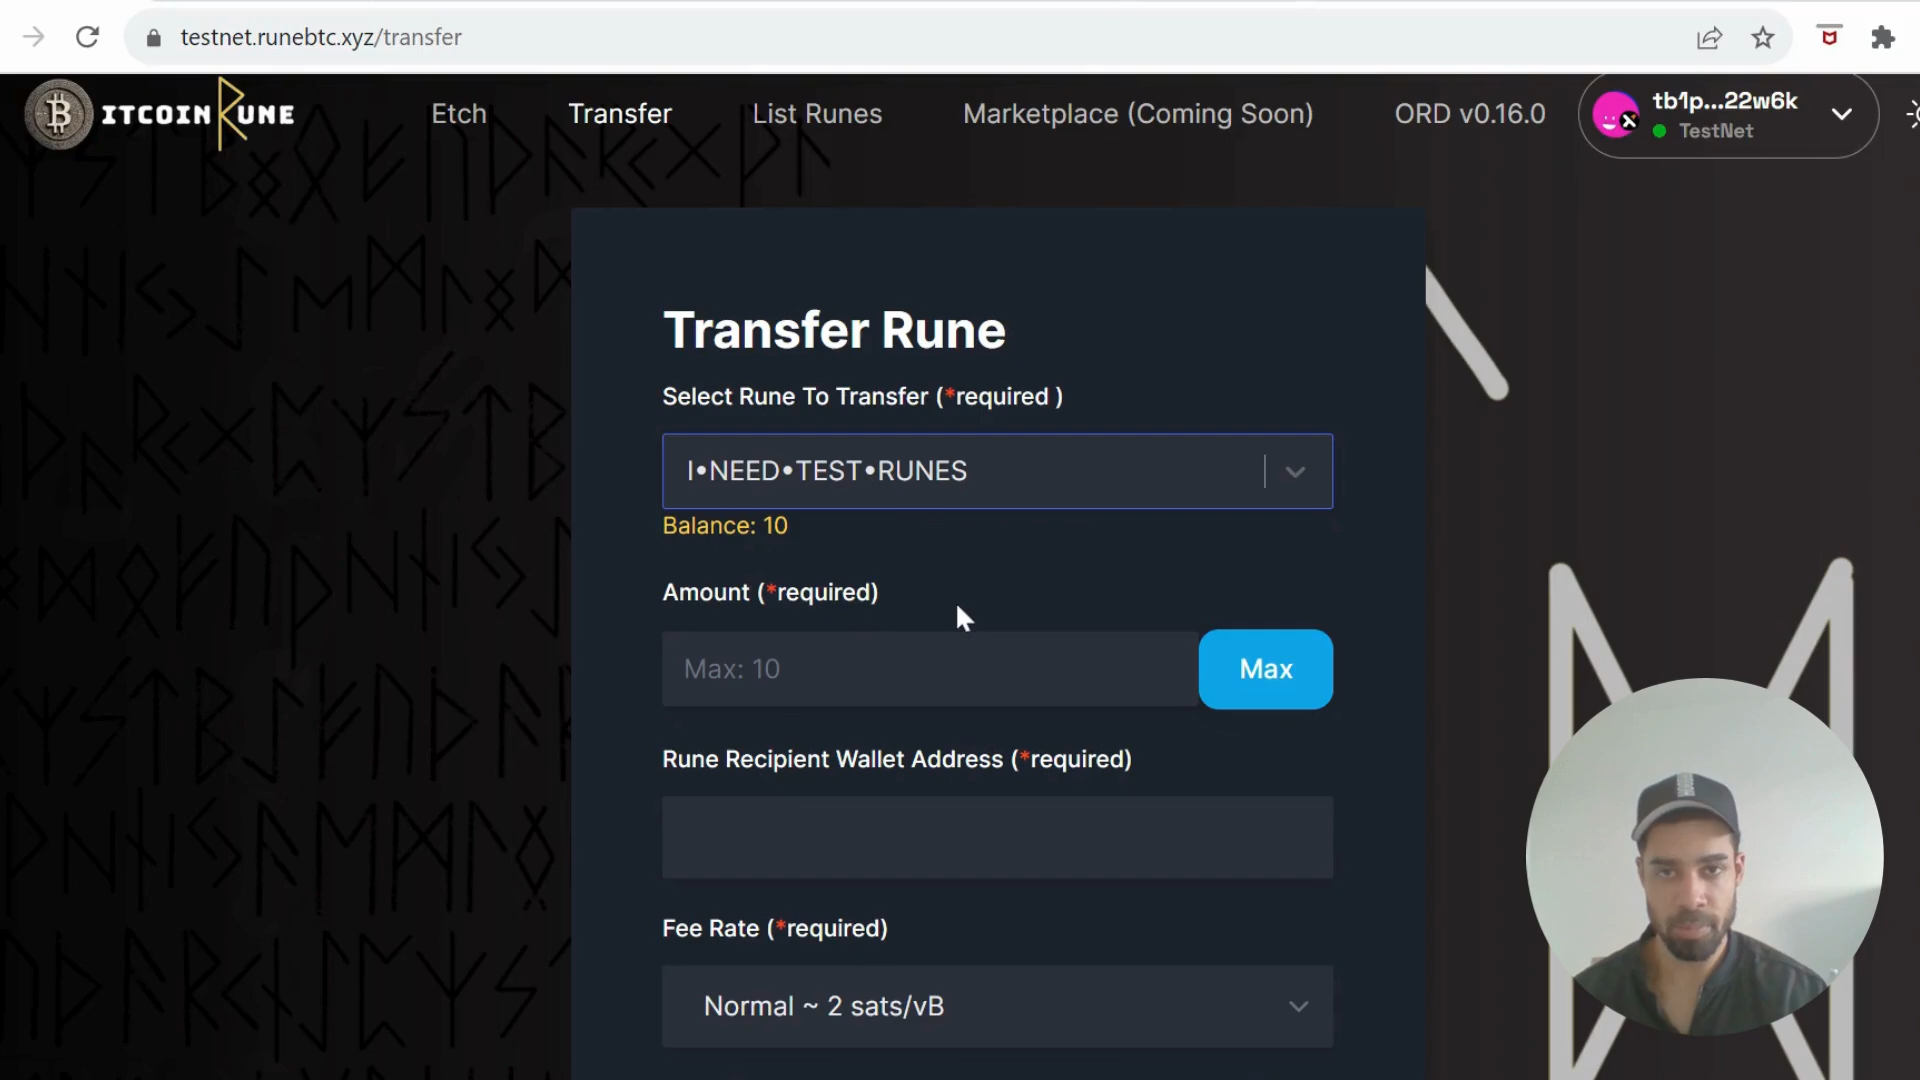 testnet.runebtc.xyz/transfer
ITCOIN RUNE
Etch
Transfer
List Runes
Marketplace (Coming Soon)
ORD v0.16.0
tb1p...22w6k
TestNet
Transfer Rune
Select Rune To Transfer (*required )
I•NEED•TEST•RUNES
Balance: 10
Amount (*required)
Max: 10
Max
Rune Recipient Wallet Address (*required)
Fee Rate (*required)
Normal ~ 2 sats/vB